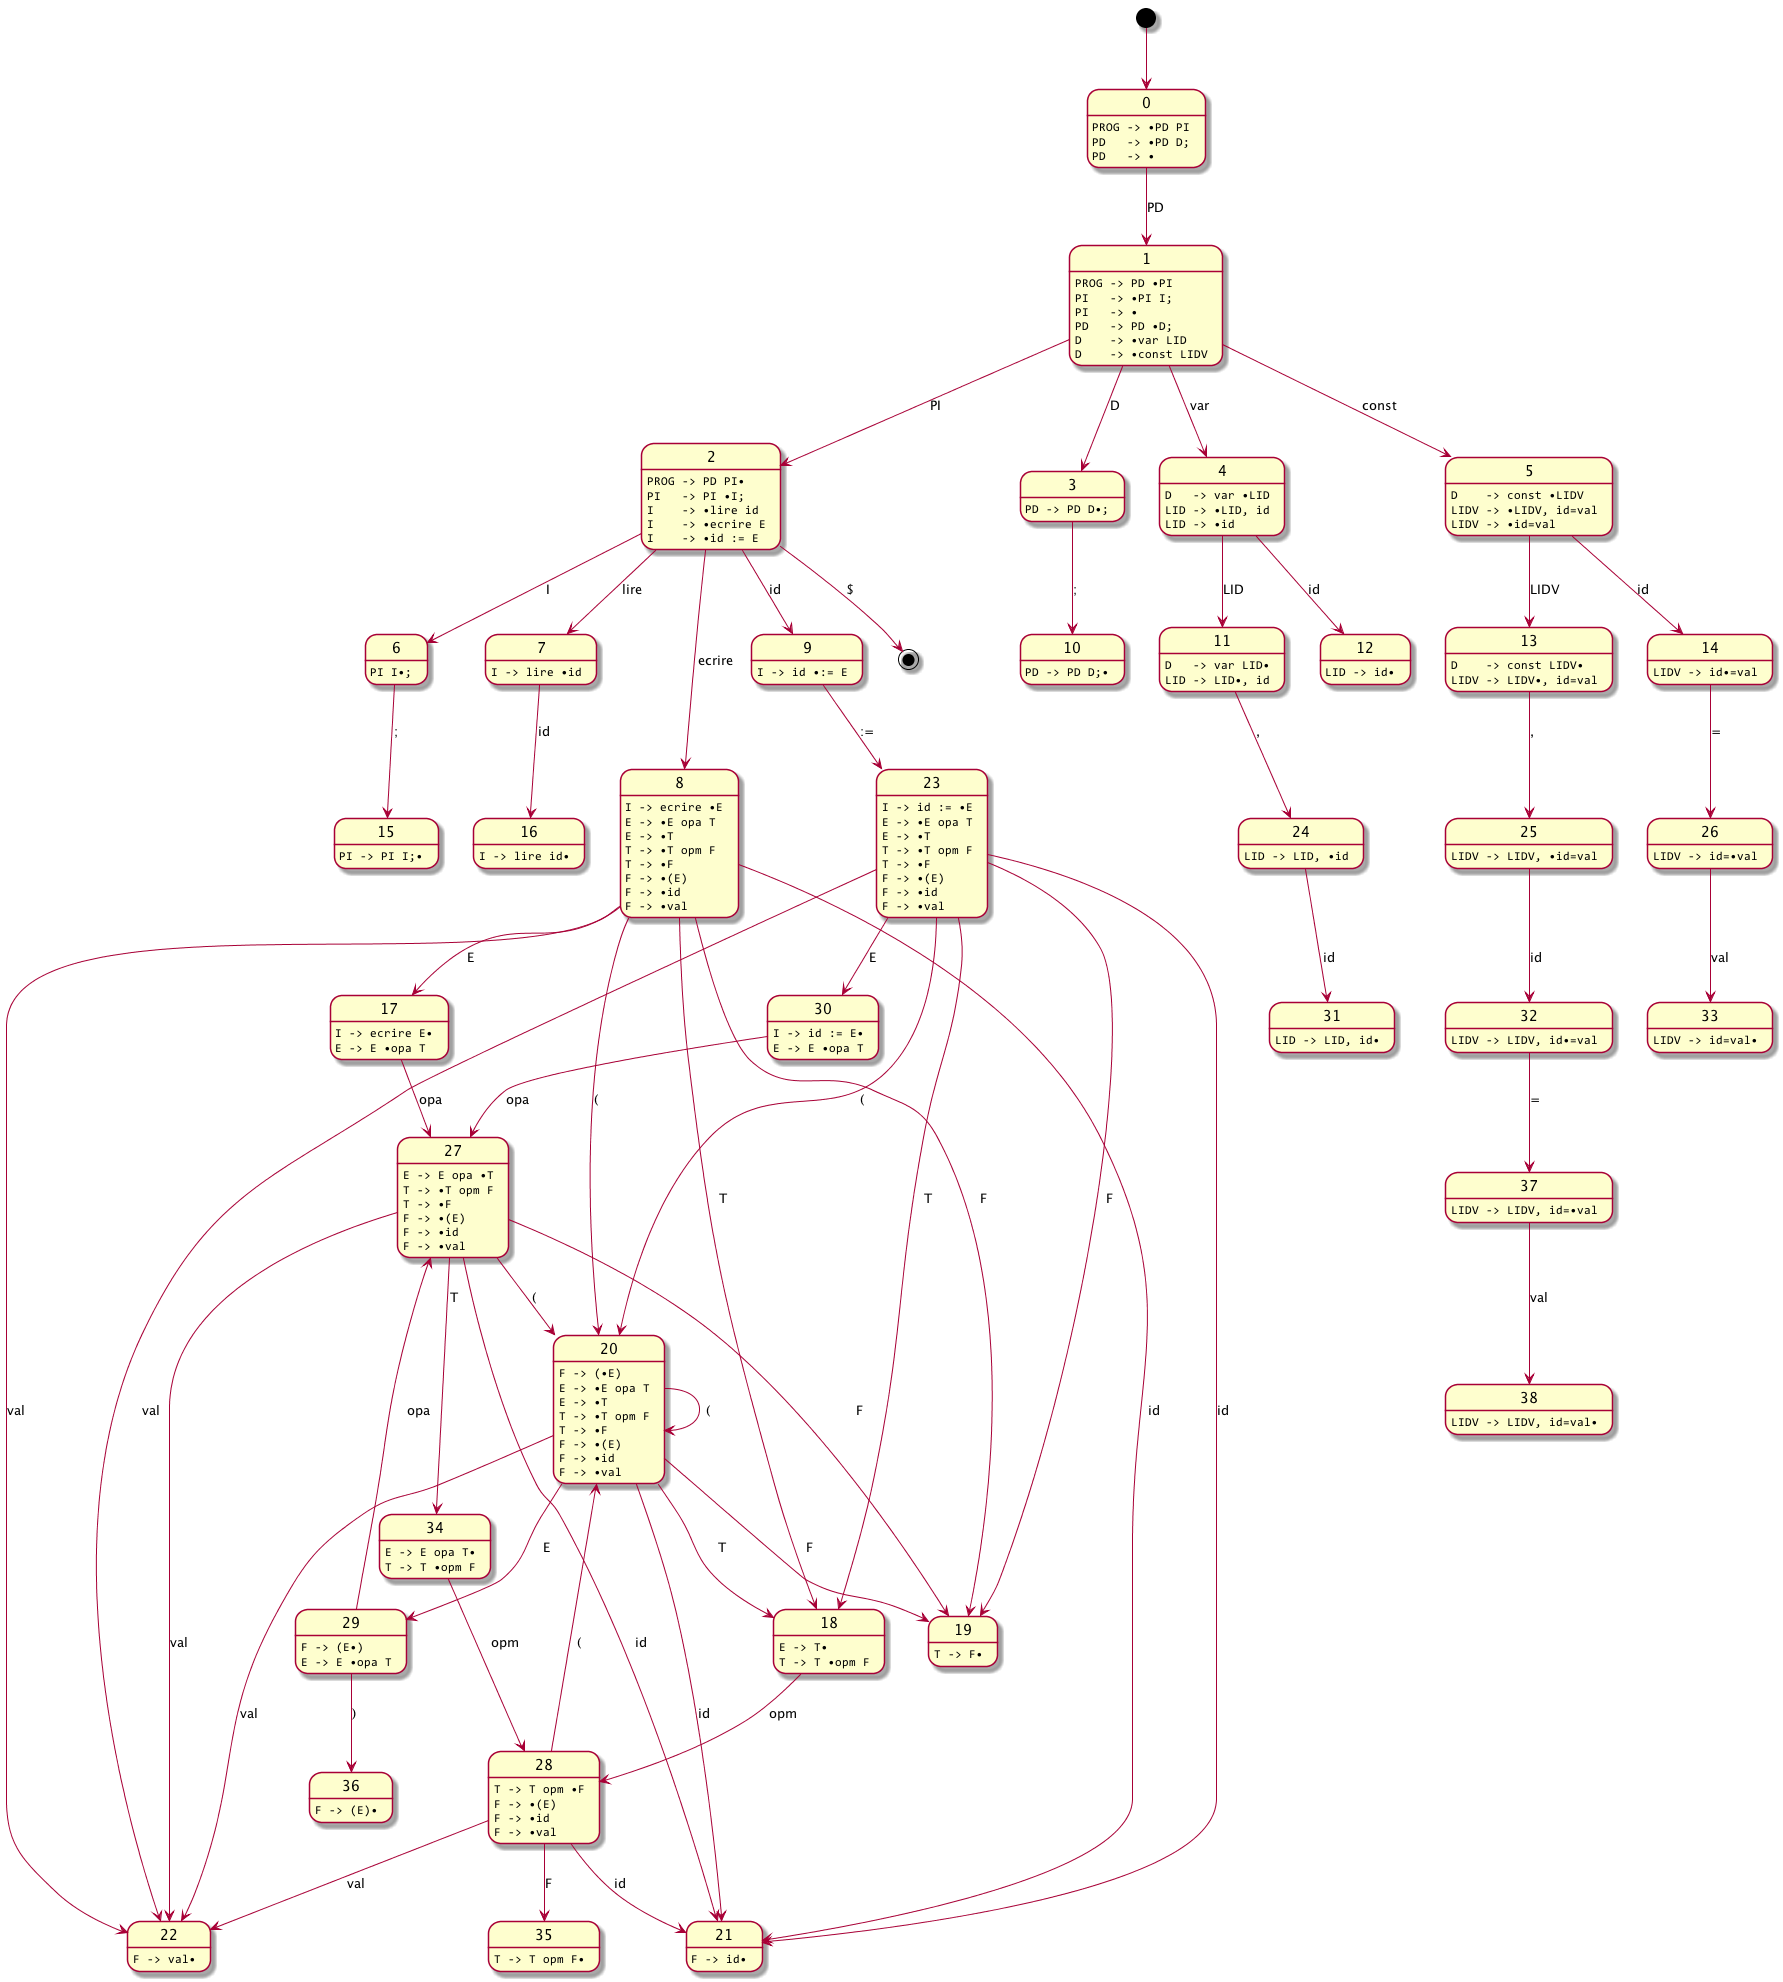 0
PROG -> •PD PI
PD   -> •PD D;
PD   -> •
PD
1
PROG -> PD •PI
PI   -> •PI I;
PI   -> •
PD   -> PD •D;
D    -> •var LID
D    -> •const LIDV
PI
D
var
const
2
PROG -> PD PI•
PI   -> PI •I;
I    -> •lire id
I    -> •ecrire E
I    -> •id := E
3
PD -> PD D•;
4
D   -> var •LID
LID -> •LID, id
LID -> •id
5
D    -> const •LIDV
LIDV -> •LIDV, id=val
LIDV -> •id=val
I
lire
ecrire
id
$
;
LID
id
LIDV
id
6
PI I•;
7
I -> lire •id
9
I -> id •:= E
10
PD -> PD D;•
11
D   -> var LID•
LID -> LID•, id
12
LID -> id•
13
D    -> const LIDV•
LIDV -> LIDV•, id=val
14
LIDV -> id•=val
;
id
:=
,
,
=
15
PI -> PI I;•
16
I -> lire id•
8
I -> ecrire •E
E -> •E opa T
E -> •T
T -> •T opm F
T -> •F
F -> •(E)
F -> •id
F -> •val
23
I -> id := •E
E -> •E opa T
E -> •T
T -> •T opm F
T -> •F
F -> •(E)
F -> •id
F -> •val
24
LID -> LID, •id
25
LIDV -> LIDV, •id=val
26
LIDV -> id=•val
E
E
id
id
val
17
I -> ecrire E•
E -> E •opa T
30
I -> id := E•
E -> E •opa T
31
LID -> LID, id•
32
LIDV -> LIDV, id•=val
33
LIDV -> id=val•
opa
opa
(
(
=
27
E -> E opa •T
T -> •T opm F
T -> •F
F -> •(E)
F -> •id
F -> •val
T
T
F
F
37
LIDV -> LIDV, id=•val
T
(
val
20
F -> (•E)
E -> •E opa T
E -> •T
T -> •T opm F
T -> •F
F -> •(E)
F -> •id
F -> •val
val
val
opa
(
F
id
id
38
LIDV -> LIDV, id=val•
34
E -> E opa T•
T -> T •opm F
E
T
F
29
F -> (E•)
E -> E •opa T
18
E -> T•
T -> T •opm F
19
T -> F•
val
opm
(
id
val
)
id
opm
36
F -> (E)•
28
T -> T opm •F
F -> •(E)
F -> •id
F -> •val
val
F
id
22
F -> val•
35
T -> T opm F•
21
F -> id•